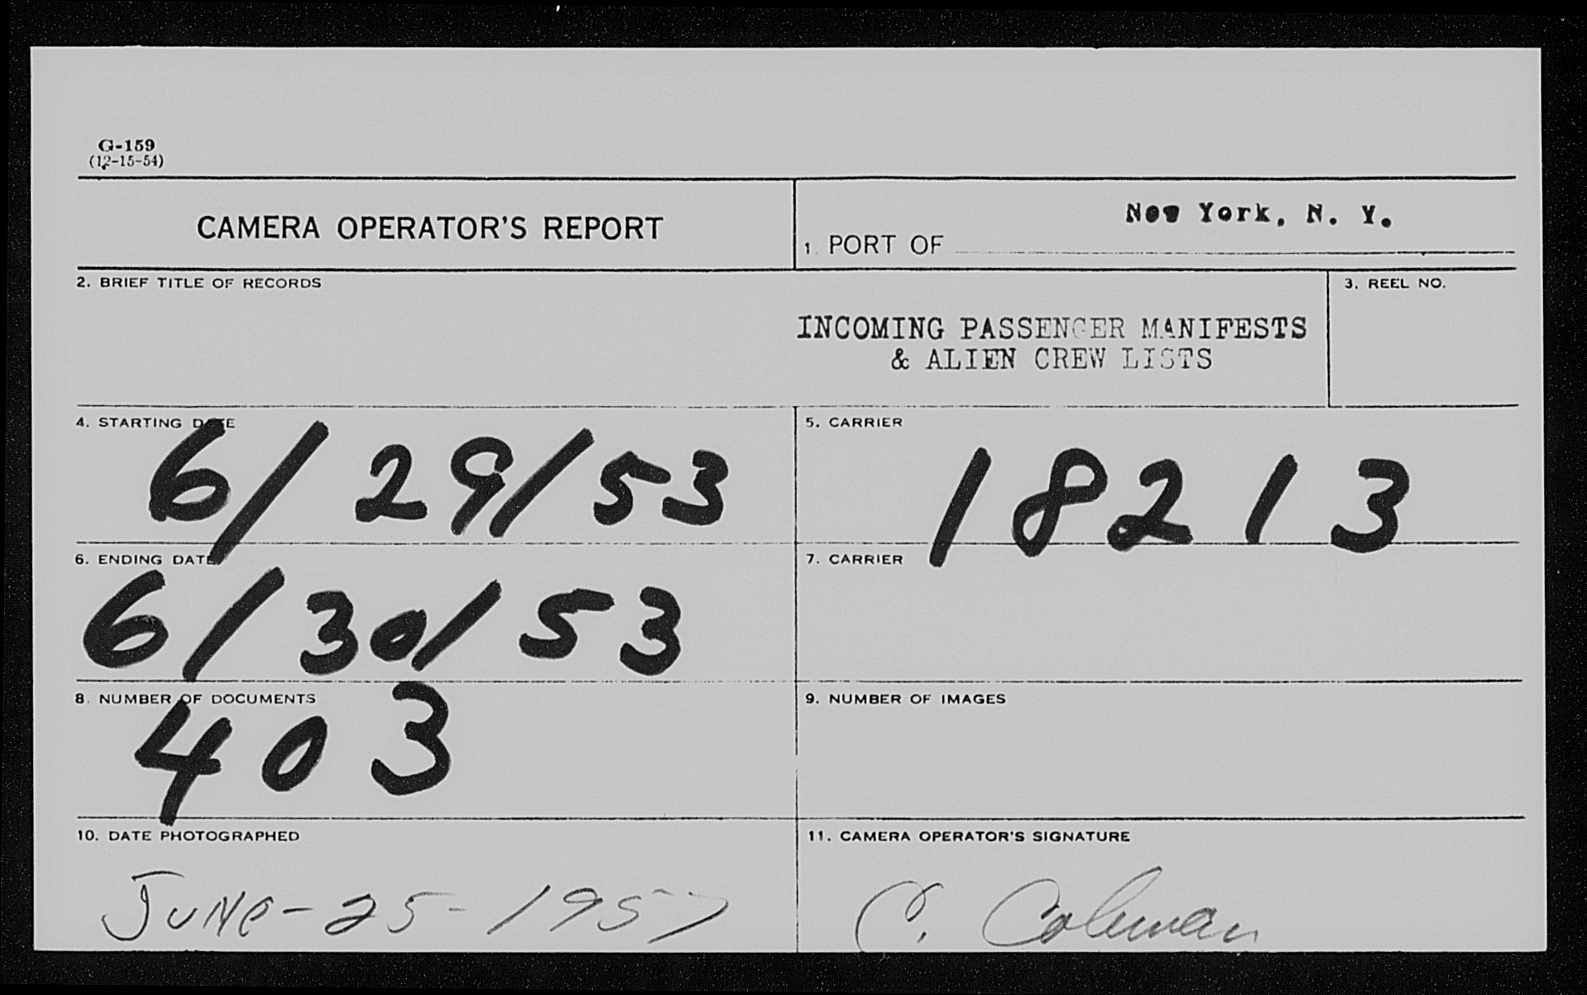 G-159
(12-15-54)
CAMERA OPERATOR'S REPORT
1. PORT OF New York, N. Y.
2. BRIEF TITLE OF RECORDS
INCOMING PASSENGER MANIFESTS
& ALIEN CREW LISTS
3. REEL NO.
4. STARTING DATE
6/29/53
5. CARRIER
18213
6. ENDING DATE
6/30/53
7. CARRIER
8. NUMBER OF DOCUMENTS
403
9. NUMBER OF IMAGES
10. DATE PHOTOGRAPHED
JUNe-25-1957
11. CAMERA OPERATOR'S SIGNATURE
C. Coleman